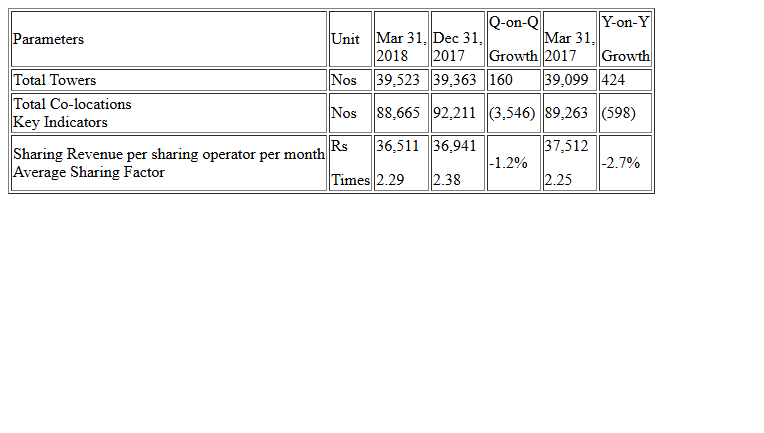 Parameters Unit Mar 31, 2018 Dec 31, 2017 Q-on-Q Growth Mar 31, 2017 Y-on-Y Growth
Total Towers Nos 39,523 39,363 160 39,099 424
Total Co-locations Key Indicators Nos 88,665 92,211 (3,546) 89,263 (598)
Sharing Revenue per sharing operator per month Rs 36,511 36,941 -1.2% 37,512 -2.7%
Average Sharing Factor Times 2.29 2.38 2.25